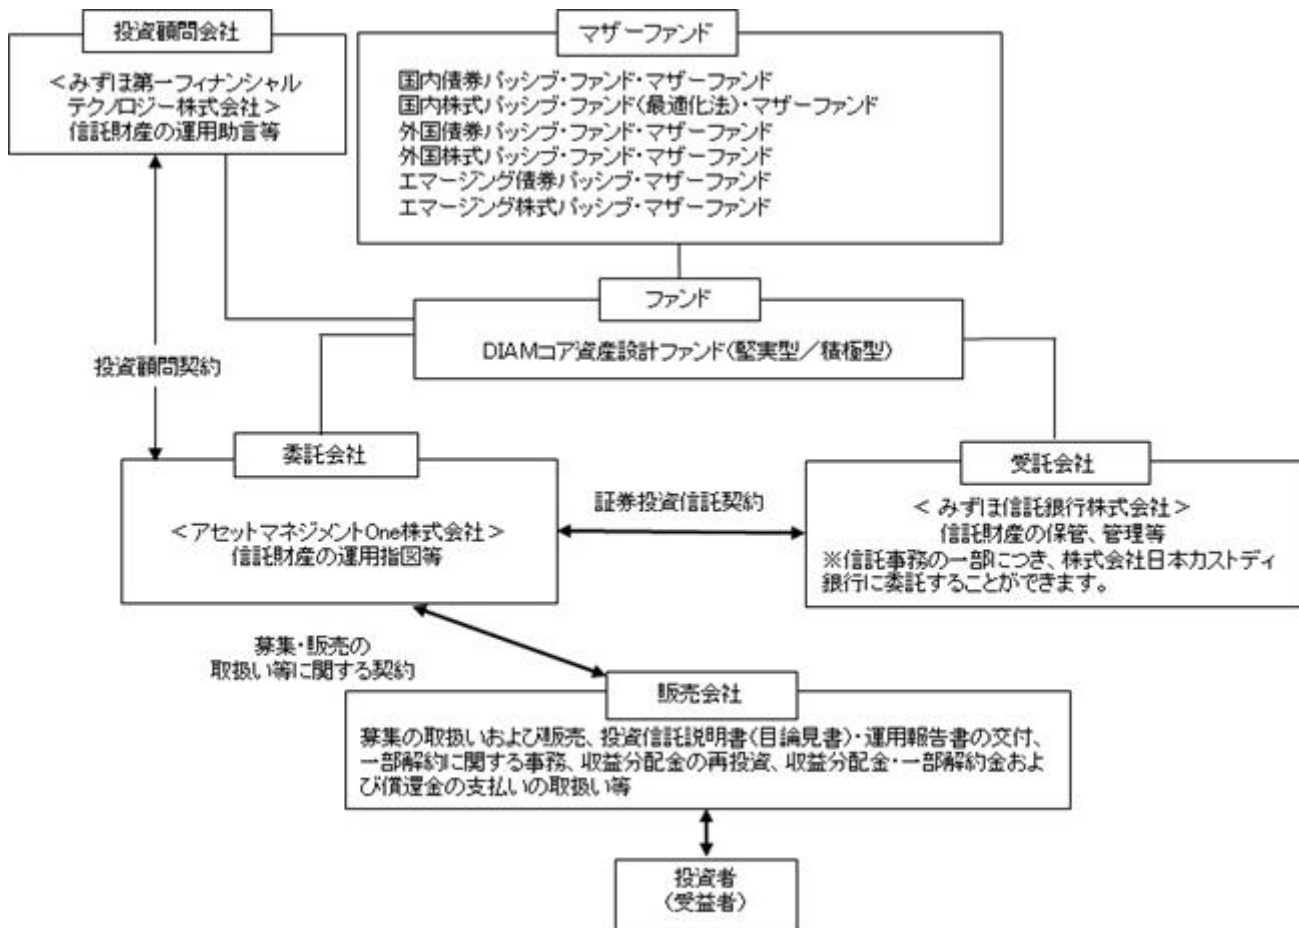 投資顧問会社
＜みずほ第一フィナンシャル
テクノロジー株式会社＞
信託財産の運用助言等
マザーファンド
国内債券パッシブ・ファンド・マザーファンド
国内株式パッシブ・ファンド（最適化法）・マザーファンド
外国債券パッシブ・ファンド・マザーファンド
外国株式パッシブ・ファンド・マザーファンド
エマージング債券パッシブ・マザーファンド
エマージング株式パッシブ・マザーファンド
ファンド
DIAMコア資産設計ファンド（堅実型／積極型）
投資顧問契約
委託会社
＜アセットマネジメントOne株式会社＞
信託財産の運用指図等
証券投資信託契約
受託会社
＜ みずほ信託銀行株式会社＞
信託財産の保管、管理等
※信託事務の一部につき、株式会社日本カストディ
銀行に委託することができます。
募集・販売の
取扱い等に関する契約
販売会社
募集の取扱いおよび販売、投資信託説明書（目論見書）・運用報告書の交付、
一部解約に関する事務、収益分配金の再投資、収益分配金・一部解約金およ
び償還金の支払いの取扱い等
投資者
（受益者）